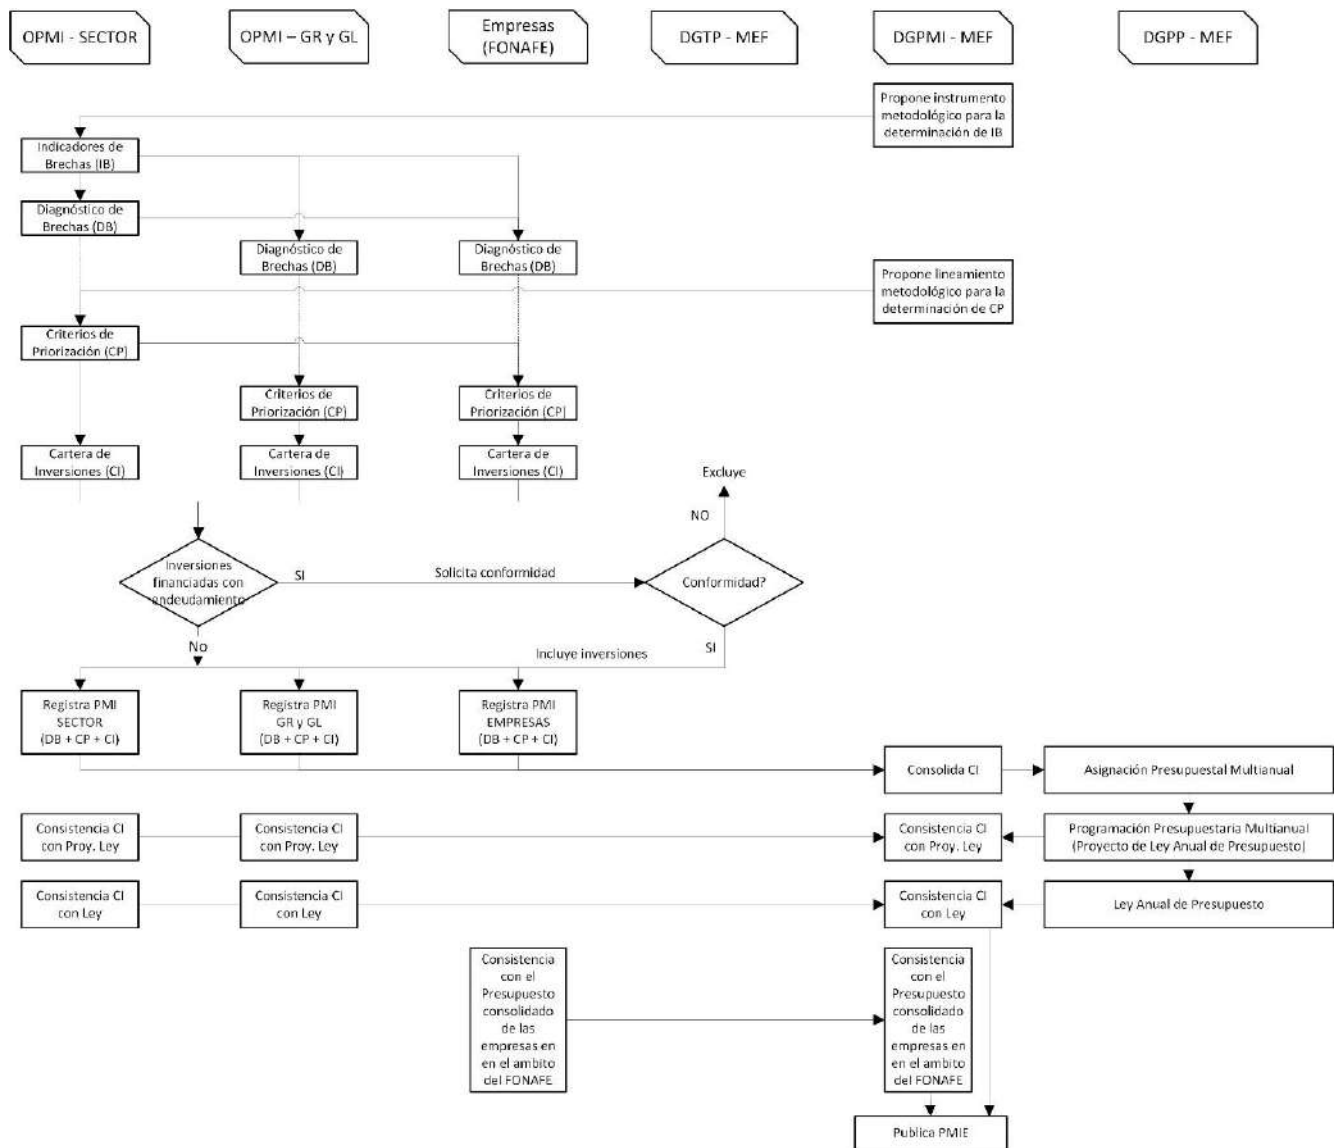 OPMI - SECTOR
OPMI – GR y GL
Empresas
(FONAFE)
DGTP - MEF
DGPMI - MEF
DGPP - MEF
Propone instrumento
metodológico para la
determinación de IB
Indicadores de
Brechas (IB)
Diagnóstico de
Brechas (DB)
Diagnóstico de
Brechas (DB)
Diagnóstico de
Brechas (DB)
Propone lineamiento
metodológico para la
determinación de CP
Criterios de
Priorización (CP)
Criterios de
Priorización (CP)
Criterios de
Priorización (CP)
Cartera de
Inversiones (CI)
Cartera de
Inversiones (CI)
Cartera de
Inversiones (CI)
Excluye
NO
Inversiones
financiadas con
endeudamiento
SI
Solicita conformidad
Conformidad?
No
Incluye inversiones
SI
Registra PMI
SECTOR
(DB + CP + CI)
Registra PMI
GR y GL
(DB + CP + CI)
Registra PMI
EMPRESAS
(DB + CP + CI)
Consolida CI
Asignación Presupuestal Multianual
Consistencia CI
con Proy. Ley
Consistencia CI
con Proy. Ley
Consistencia CI
con Proy. Ley
Programación Presupuestaria Multianual
(Proyecto de Ley Anual de Presupuesto)
Consistencia CI
con Ley
Consistencia CI
con Ley
Consistencia CI
con Ley
Ley Anual de Presupuesto
Consistencia
con el
Presupuesto
consolidado
de las
empresas en
en el ambito
del FONAFE
Consistencia
con el
Presupuesto
consolidado
de las
empresas en
en el ambito
del FONAFE
Publica PMIE